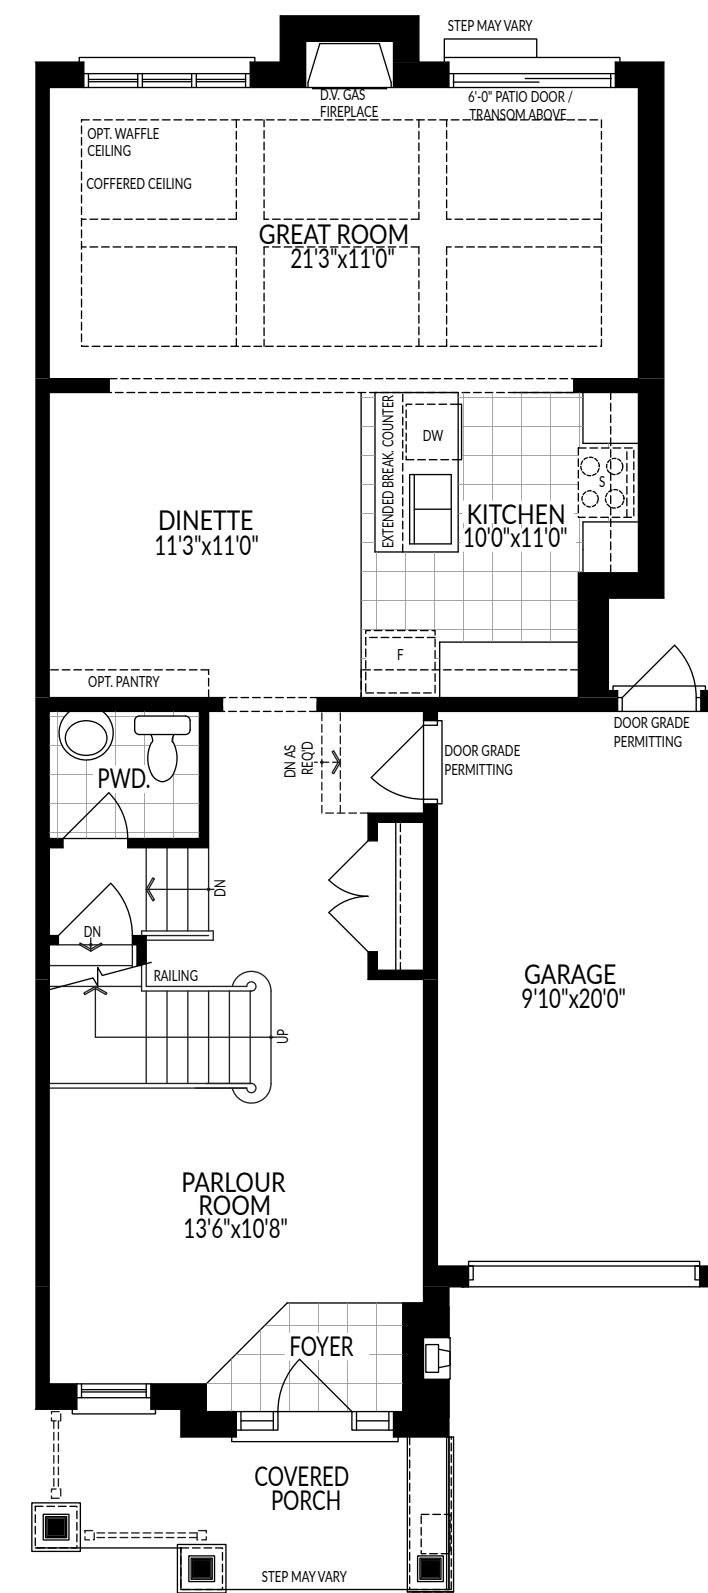 STEP MAY VARY
D.V. GAS
FIREPLACE
6'-0" PATIO DOOR /
TRANSOM ABOVE
OPT. WAFFLE
CEILING
COFFERED CEILING
GREAT ROOM
21'3"x11'0"
EXTENDED BREAK. COUNTER
DW
S
DINETTE
11'3"x11'0"
KITCHEN
10'0"x11'0"
F
OPT. PANTRY
DOOR GRADE
PERMITTING
DN AS
REQ'D
DOOR GRADE
PERMITTING
PWD.
DN
DN
RAILING
UP
GARAGE
9'10"x20'0"
PARLOUR
ROOM
13'6"x10'8"
FOYER
COVERED
PORCH
STEP MAY VARY